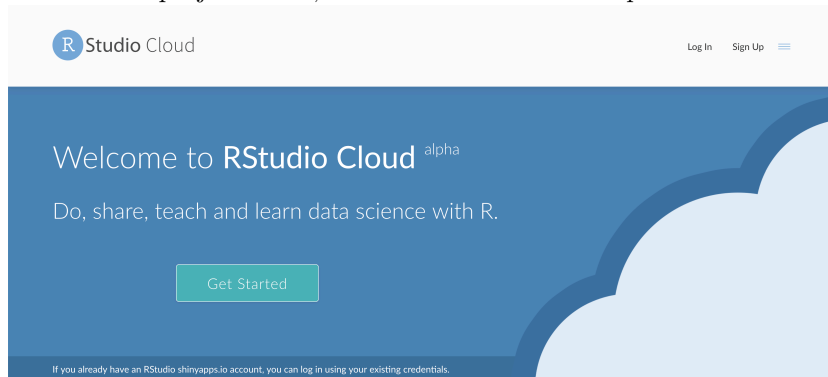 R Studio Cloud
Log In Sign Up
Welcome to RStudio Cloud alpha
Do, share, teach and learn data science with R.
Get Started
If you already have an RStudio shinyapps.io account, you can log in using your existing credentials.